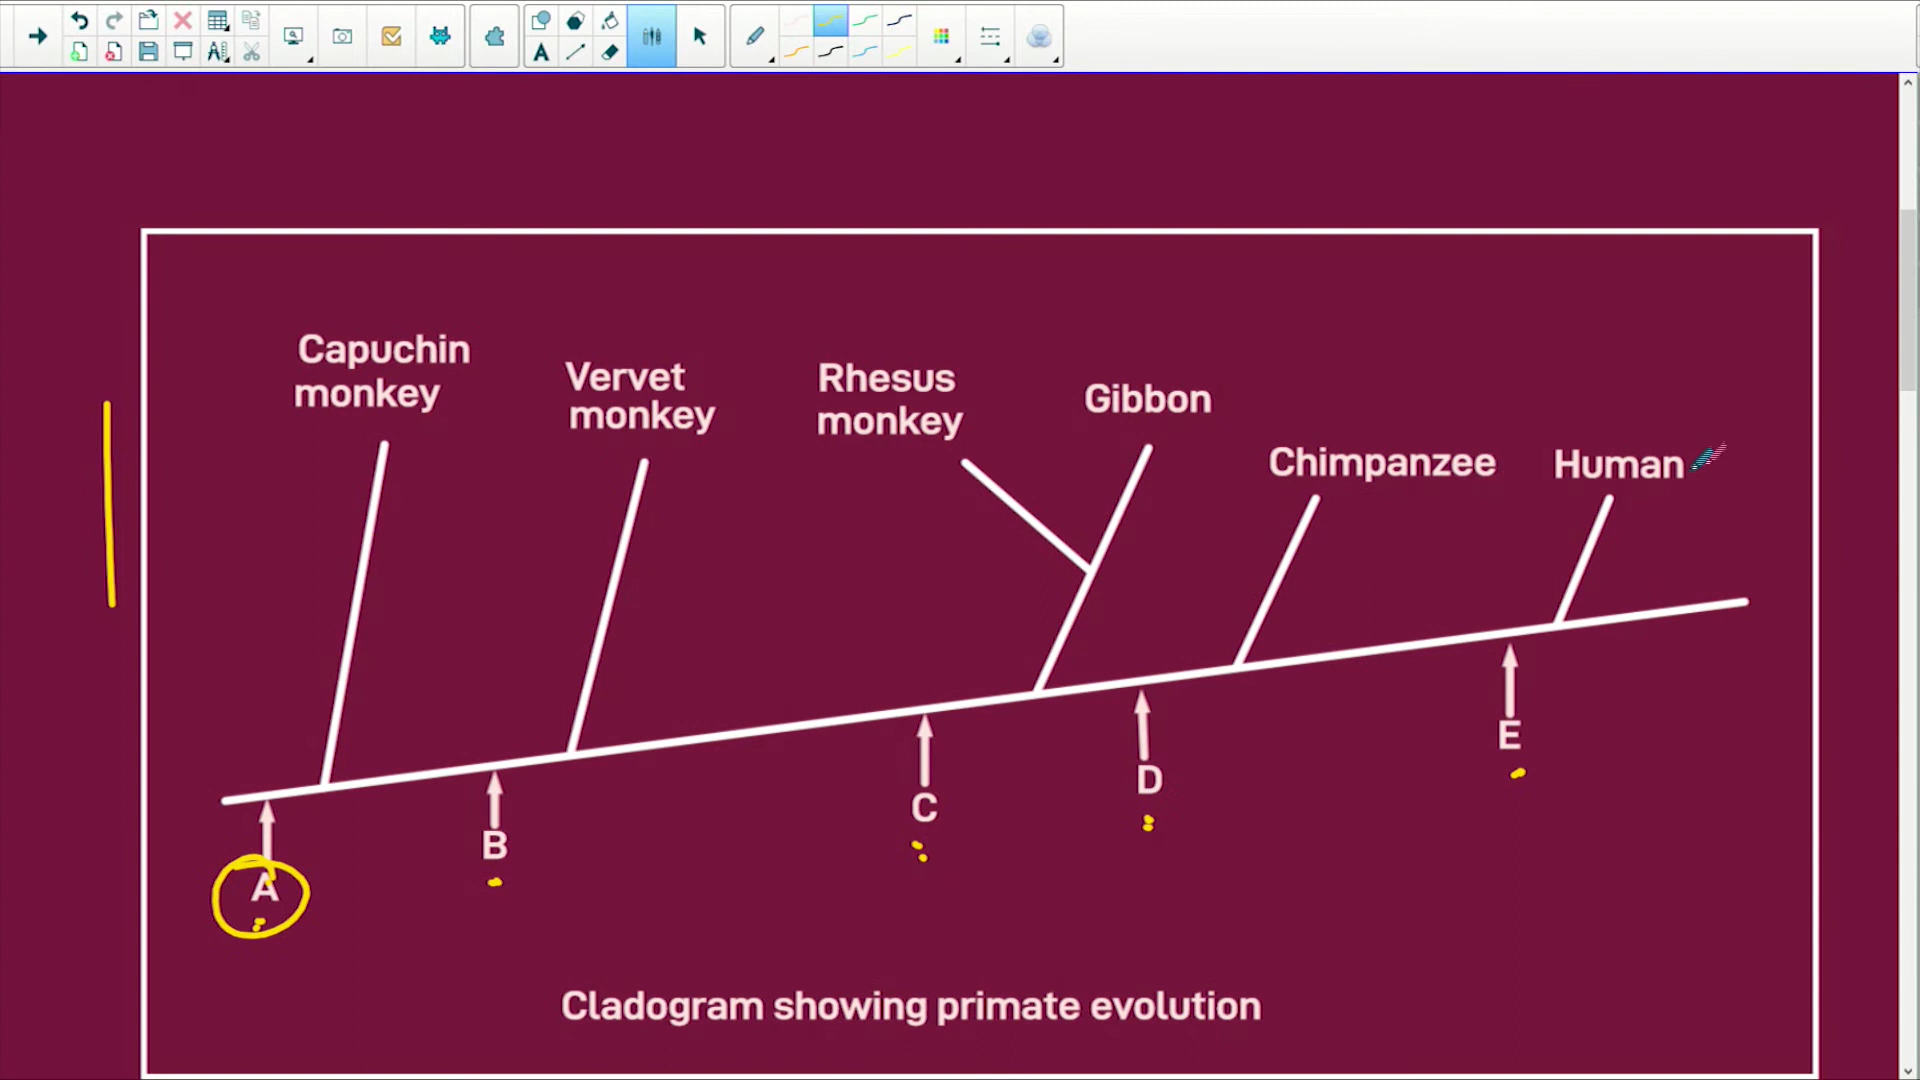 Capuchin
monkey
Vervet
monkey
Rhesus
monkey
Gibbon
Chimpanzee
Human
A
B
C
D
E
Cladogram showing primate evolution